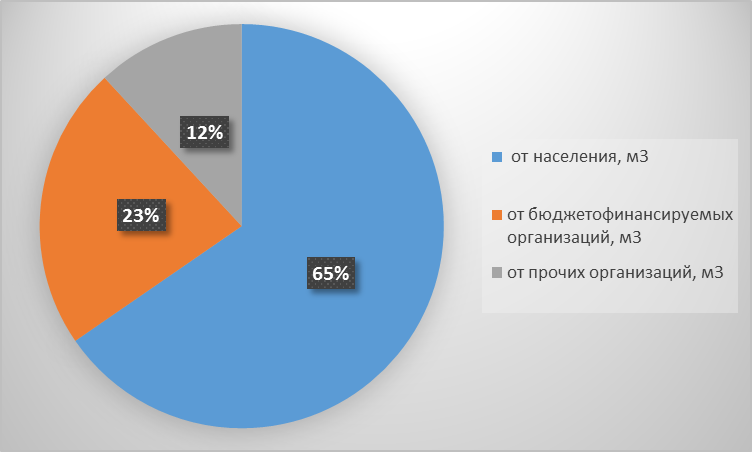 12%
23%
65%
от населения, м3
от бюджетофинансируемых
организаций, м3
от прочих организаций, м3